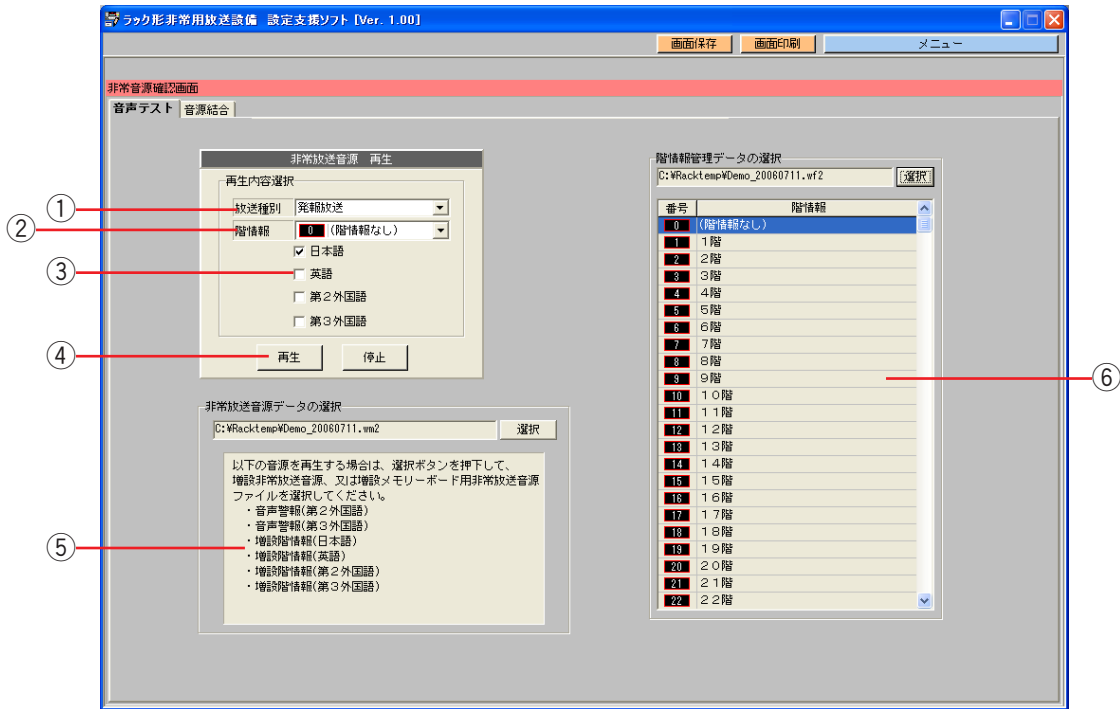 ラック形非常用放送設備 設定支援ソフト [Ver. 1.00]
画面保存
画面印刷
メニュー
非常音源確認画面
音声テスト
音源結合
非常放送音源 再生
再生内容選択
① 放送種別 発報放送
② 階情報 0 (階情報なし)
日本語
③ 英語
第2外国語
第3外国語
④ 再生 停止
非常放送音源データの選択
C:¥Racktemp¥Demo_20060711.wm2
選択
以下の音源を再生する場合は、選択ボタンを押下して、
増設非常放送音源、又は増設メモリーボード用非常放送音源
ファイルを選択してください。
・音声警報(第2外国語)
・音声警報(第3外国語)
・増設階情報(日本語)
⑤ ・増設階情報(英語)
・増設階情報(第2外国語)
・増設階情報(第3外国語)
階情報管理データの選択
C:¥Racktemp¥Demo_20060711.wf2
選択
番号 階情報
0 (階情報なし)
1 1階
2 2階
3 3階
4 4階
5 5階
6 6階
7 7階
8 8階
9 9階
⑥
10 10階
11 11階
12 12階
13 13階
14 14階
15 15階
16 16階
17 17階
18 18階
19 19階
20 20階
21 21階
22 22階